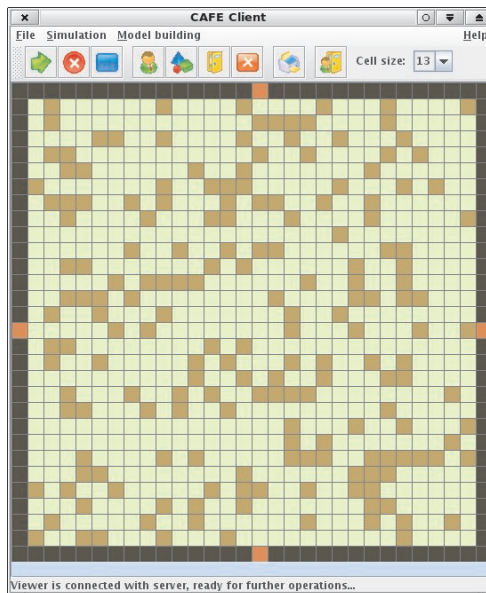 CAFE Client
File Simulation Model building Help
Cell size: 13
Viewer is connected with server, ready for further operations...